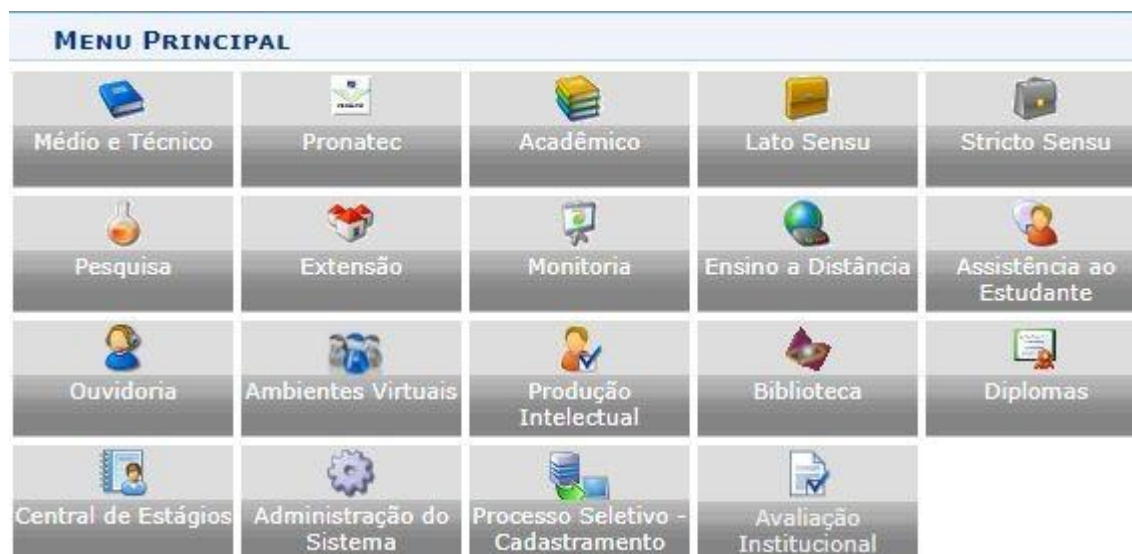 MENU PRINCIPAL
Médio e Técnico
Pronatec
Acadêmico
Lato Sensu
Stricto Sensu
Pesquisa
Extensão
Monitoria
Ensino a Distância
Assistência ao
Estudante
Ouvidoria
Ambientes Virtuais
Produção
Intelectual
Biblioteca
Diplomas
Central de Estágios
Administração do
Sistema
Processo Seletivo -
Cadastramento
Avaliação
Institucional